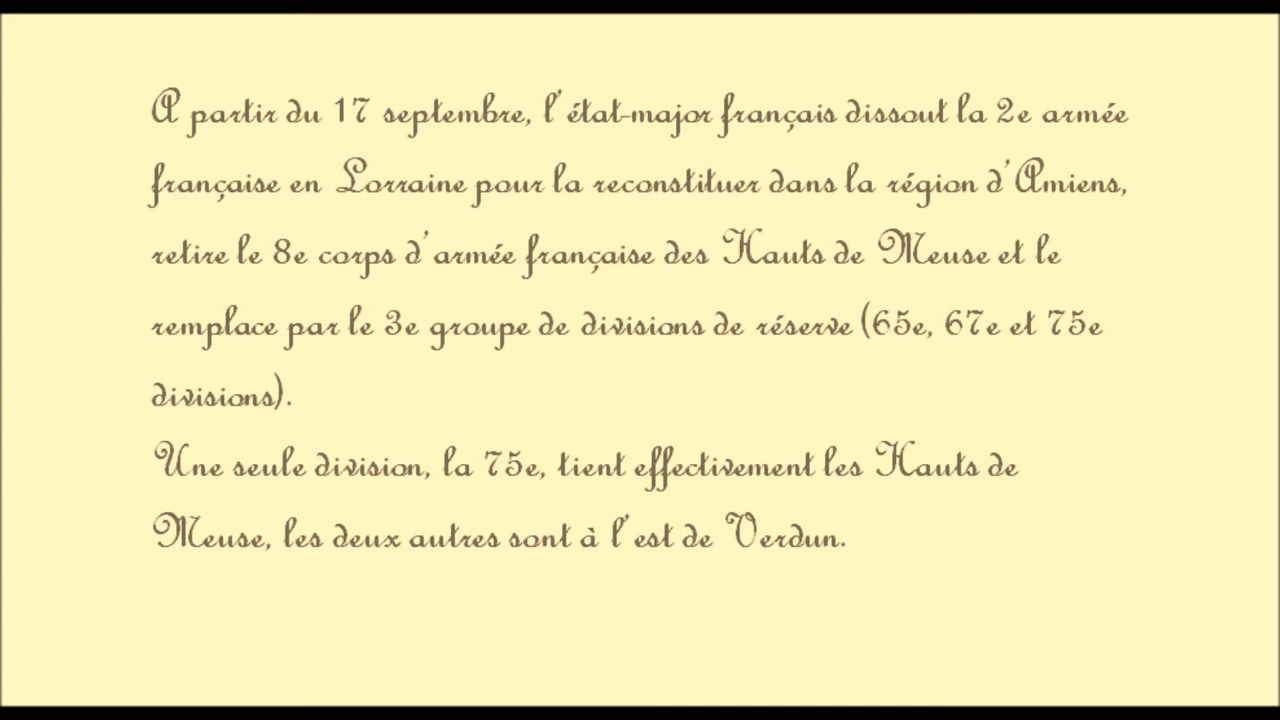 A partir du 17 septembre, l'état-major français dissout la 2e armée
française en Lorraine pour la reconstituer dans la région d'Amiens,
retire le 8e corps d'armée française des Hauts de Meuse et le
remplace par le 3e groupe de divisions de réserve (65e, 67e et 75e
divisions).
Une seule division, la 75e, tient effectivement les Hauts de
Meuse, les deux autres sont à l'est de Verdun.